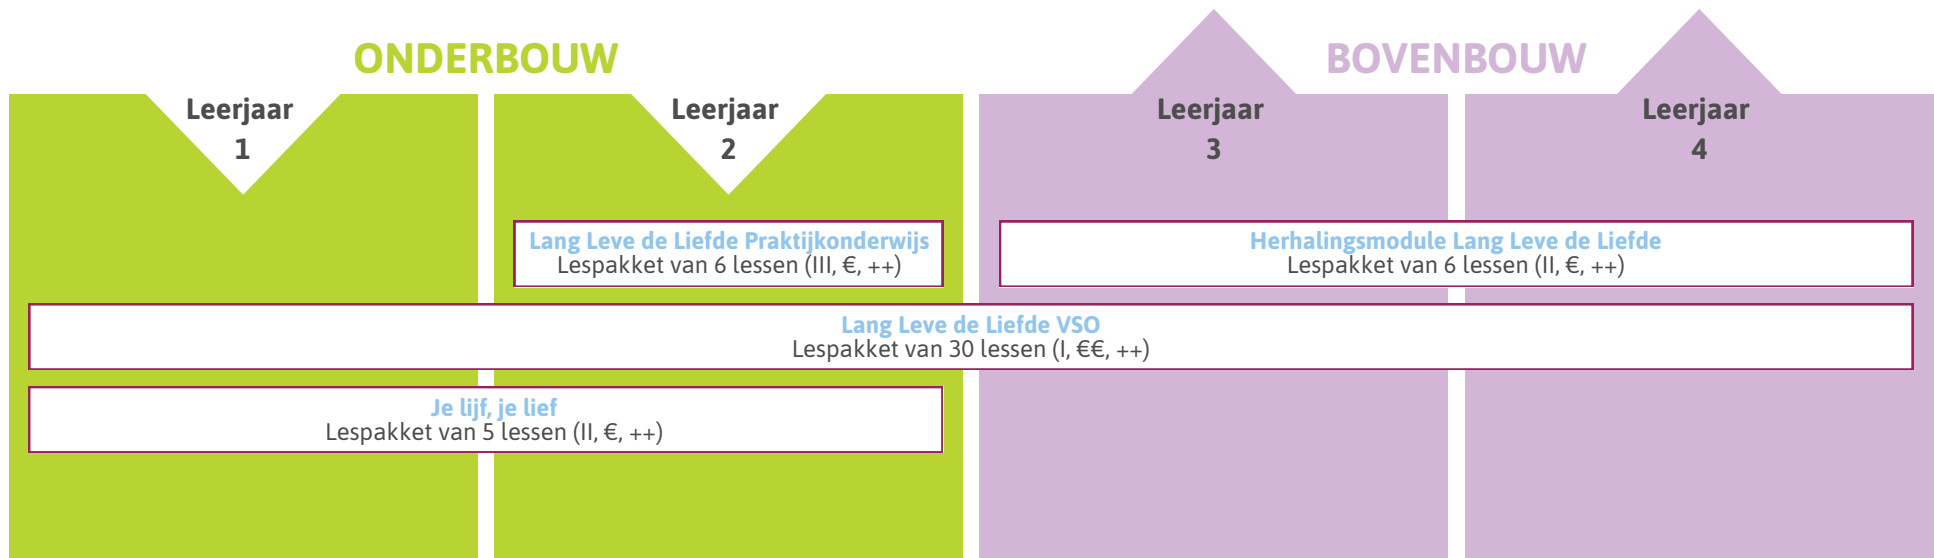 ONDERBOUW
BOVENBOUW
Leerjaar
1
Leerjaar
2
Leerjaar
3
Leerjaar
4
Lang Leve de Liefde Praktijkonderwijs
Lespakket van 6 lessen (III, €, ++)
Herhalingsmodule Lang Leve de Liefde
Lespakket van 6 lessen (II, €, ++)
Lang Leve de Liefde VSO
Lespakket van 30 lessen (I, €€, ++)
Je lijf, je lief
Lespakket van 5 lessen (II, €, ++)